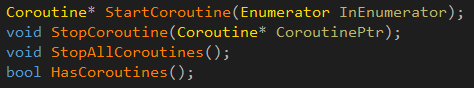 Coroutine* StartCoroutine(Enumerator InEnumerator);
void StopCoroutine(Coroutine* CoroutinePtr);
void StopAllCoroutines();
bool HasCoroutines();